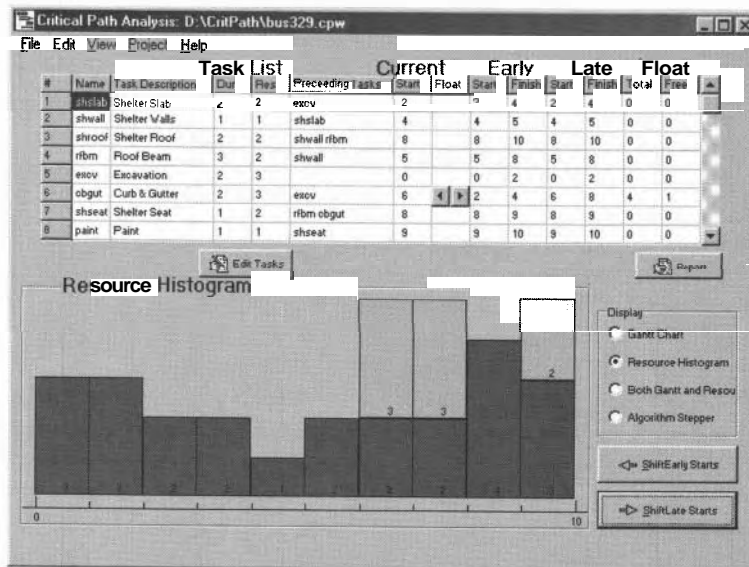 Critical Path Analysis: D:\CritPath\bus329.cpw
File Edit View Project Help
Task List Current Early Late Float
# Name Task Description Dur Res Preceeding Tasks Start Float Start Finish Start Finish Total Free
1 shslab Shelter Slab 2 2 excv 2 4 2 4 0 0
2 shwall Shelter Walls 1 1 shslab 4 4 5 4 5 0 0
3 shroof Shelter Roof 2 2 shwall rfbm 8 8 10 8 10 0 0
4 rfbm Roof Beam 3 2 shwall 5 5 8 5 8 0 0
5 excv Excavation 2 3 0 0 2 0 2 0 0
6 cbgut Curb & Gutter 2 3 excv 6 2 4 6 8 4 1
7 shseat Shelter Seat 1 2 rfbm cbgut 8 8 9 8 9 0 0
8 paint Paint 1 1 shseat 9 9 10 9 10 0 0
Edit Tasks Report
Resource Histogram
Display
Gantt Chart
Resource Histogram
Both Gantt and Resou
Algorithm Stepper
ShiftEarly Starts
ShiftLate Starts
3 3 2
0 10